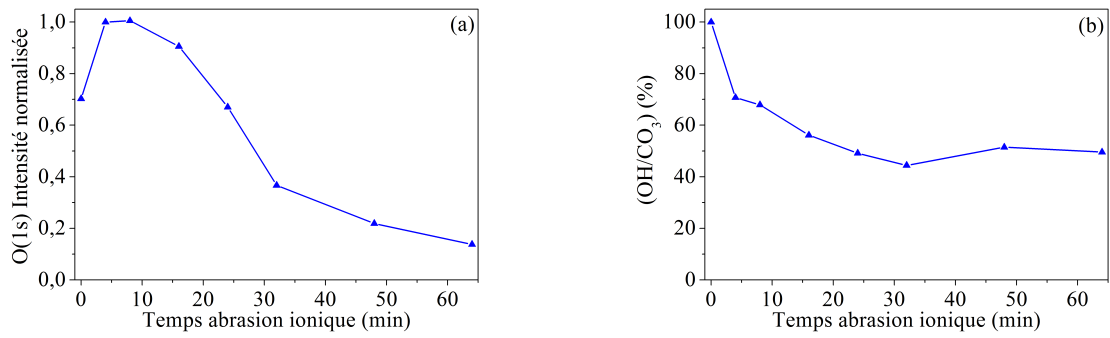 (a)
O(1s) Intensité normalisée
1,0
0,8
0,6
0,4
0,2
0,0
0 10 20 30 40 50 60
Temps abrasion ionique (min)
(b)
(OH/CO₃) (%)
100
80
60
40
20
0
0 10 20 30 40 50 60
Temps abrasion ionique (min)